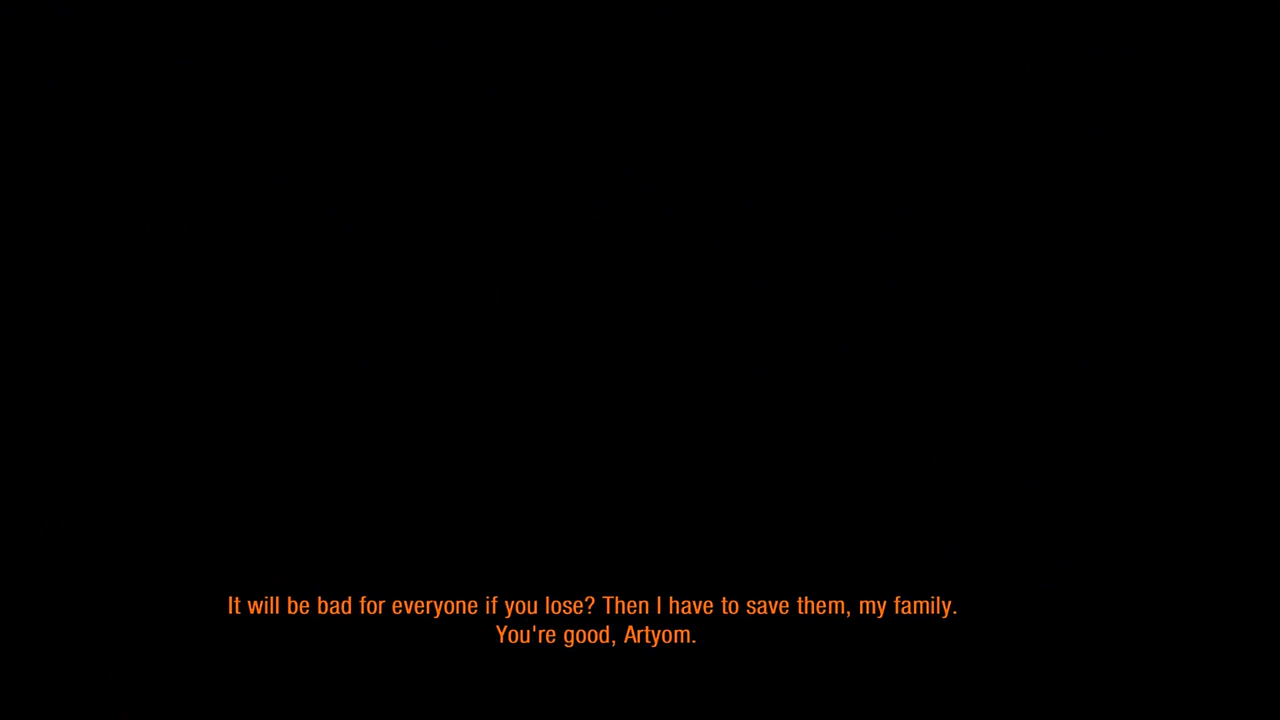 It will be bad for everyone if you lose? Then I have to save them, my family.
You're good, Artyom.